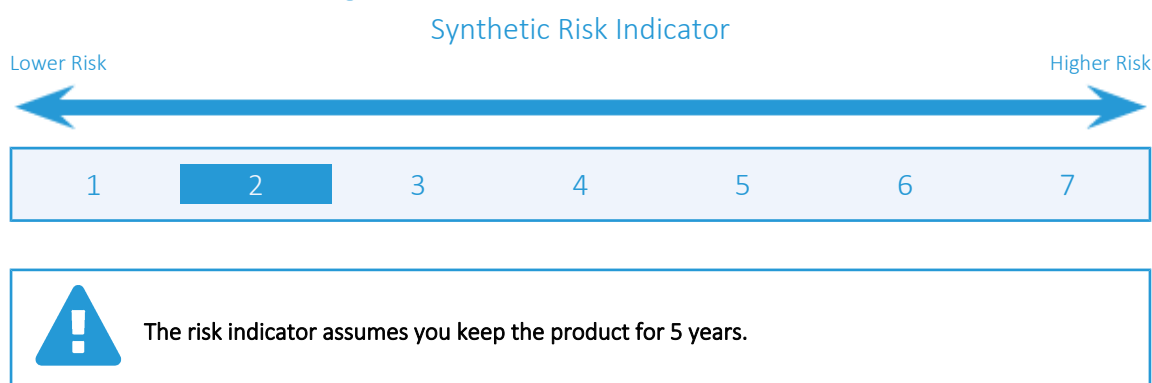 Synthetic Risk Indicator
Lower Risk Higher Risk
1 2 3 4 5 6 7
The risk indicator assumes you keep the product for 5 years.